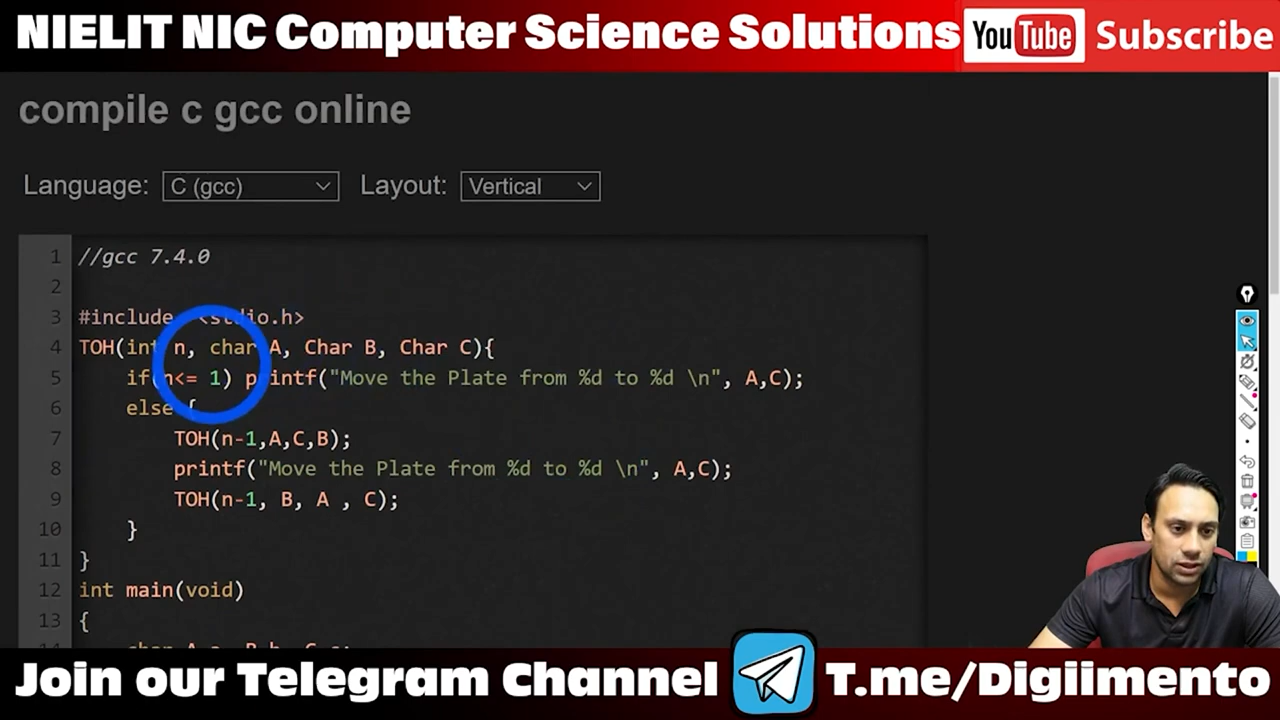 NIELIT NIC Computer Science Solutions YouTube Subscribe
compile c gcc online
Language: C (gcc) Layout: Vertical
1 //gcc 7.4.0
2
3 #include <stdio.h>
4 TOH(int n, char A, Char B, Char C){
5 if(n<= 1) printf("Move the Plate from %d to %d \n", A,C);
6 else {
7 TOH(n-1,A,C,B);
8 printf("Move the Plate from %d to %d \n", A,C);
9 TOH(n-1, B, A , C);
10 }
11 }
12 int main(void)
13 {
Join our Telegram Channel T.me/Digiimento